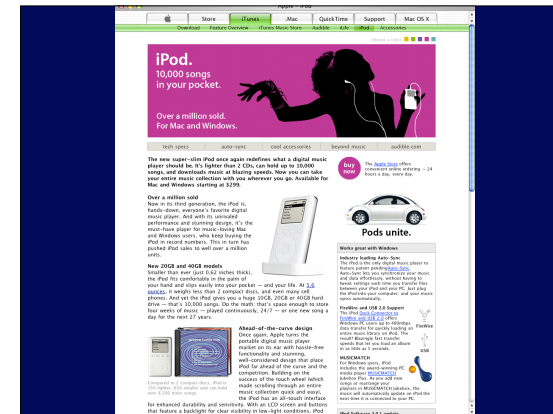 Apple - iPod
Store
iTunes
.Mac
QuickTime
Support
Mac OS X
Download
Feature Overview
iTunes Music Store
Audible
iLife
iPod
Accessories
iPod.
10,000 songs
in your pocket.
Over a million sold.
For Mac and Windows.
tech specs
auto-sync
cool accessories
beyond music
audible.com
The new super-slim iPod once again redefines what a digital music
player should be. It's lighter than 2 CDs, can hold up to 10,000
songs, and downloads music at blazing speeds. Now you can take
your entire music collection with you wherever you go. Available for
Mac and Windows starting at $299.
buy
now
The Apple Store offers
convenient online ordering — 24
hours a day, every day.
Over a million sold
Now in its third generation, the iPod is,
hands-down, everyone's favorite digital
music player. And with its unrivaled
performance and stunning design, it's the
must-have player for music-loving Mac
and Windows users, who keep buying the
iPod in record numbers. This in turn has
pushed iPod sales to well over a million
units.
Pods unite.
New 20GB and 40GB models
Smaller than ever (just 0.62 inches thick),
the iPod fits comfortably in the palm of
your hand and slips easily into your pocket — and your life. At 5.6
ounces, it weighs less than 2 compact discs, and even many cell
phones. And yet the iPod gives you a huge 10GB, 20GB or 40GB hard
drive — that's 10,000 songs. Do the math: that's enough to store
four weeks of music — played continuously, 24/7 — or one new song a
day for the next 27 years.
Ahead-of-the-curve design
Once again, Apple turns the
portable digital music player
market on its ear with hassle-free
functionality and stunning,
well-considered design that place
iPod far ahead of the curve and the
competition. Building on the
success of the touch wheel (which
made scrolling through an entire
music collection quick and easy),
the iPod has an all-touch interface
for enhanced durability and sensitivity. With an LCD screen and buttons
that feature a backlight for clear visibility in low-light conditions, iPod
Compared to 2 compact discs, iPod is
Works great with Windows
Industry leading Auto-Sync
The iPod is the only digital music player to
feature patent pending Auto-Sync.
Auto-Sync lets you synchronize your music
and data effortlessly, without having to
tweak settings each time you transfer files
between your iPod and your PC. Just plug
the iPod into your computer, and your music
syncs automatically.
FireWire and USB 2.0 Support
The iPod Dock Connector to
FireWire and USB 2.0 offers
Windows PC users up to 400mbps
data transfer for quickly loading an
entire music library on iPod. The
result? Blazingly fast transfer
speeds that let you load an album
in as little as 5 seconds.
FireWire
USB
MUSICMATCH
For Windows users, iPod
includes the award-winning PC
media player MUSICMATCH
Jukebox Plus. As you add new
songs or rearrange your
playlists in MUSICMATCH Jukebox, the
music will automatically update on iPod the
next time it is connected to your PC.